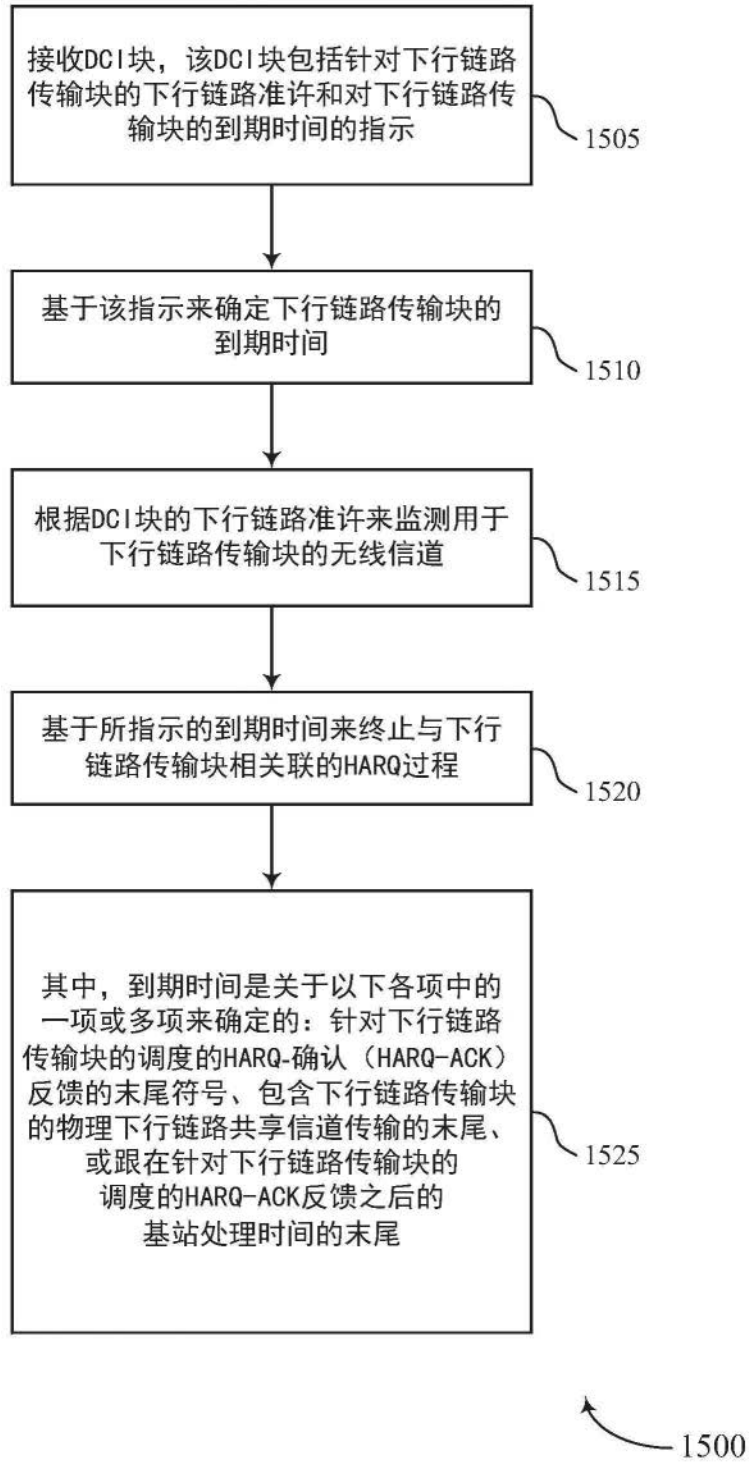 接收DCI块，该DCI块包括针对下行链路
传输块的下行链路准许和对下行链路传
输块的到期时间的指示
1505
基于该指示来确定下行链路传输块的
到期时间
1510
根据DCI块的下行链路准许来监测用于
下行链路传输块的无线信道
1515
基于所指示的到期时间来终止与下行
链路传输块相关联的HARQ过程
1520
其中，到期时间是关于以下各项中的
一项或多项来确定的：针对下行链路
传输块的调度的HARQ-确认（HARQ-ACK）
反馈的末尾符号、包含下行链路传输块
的物理下行链路共享信道传输的末尾、
或跟在针对下行链路传输块的
调度的HARQ-ACK反馈之后的
基站处理时间的末尾
1525
1500